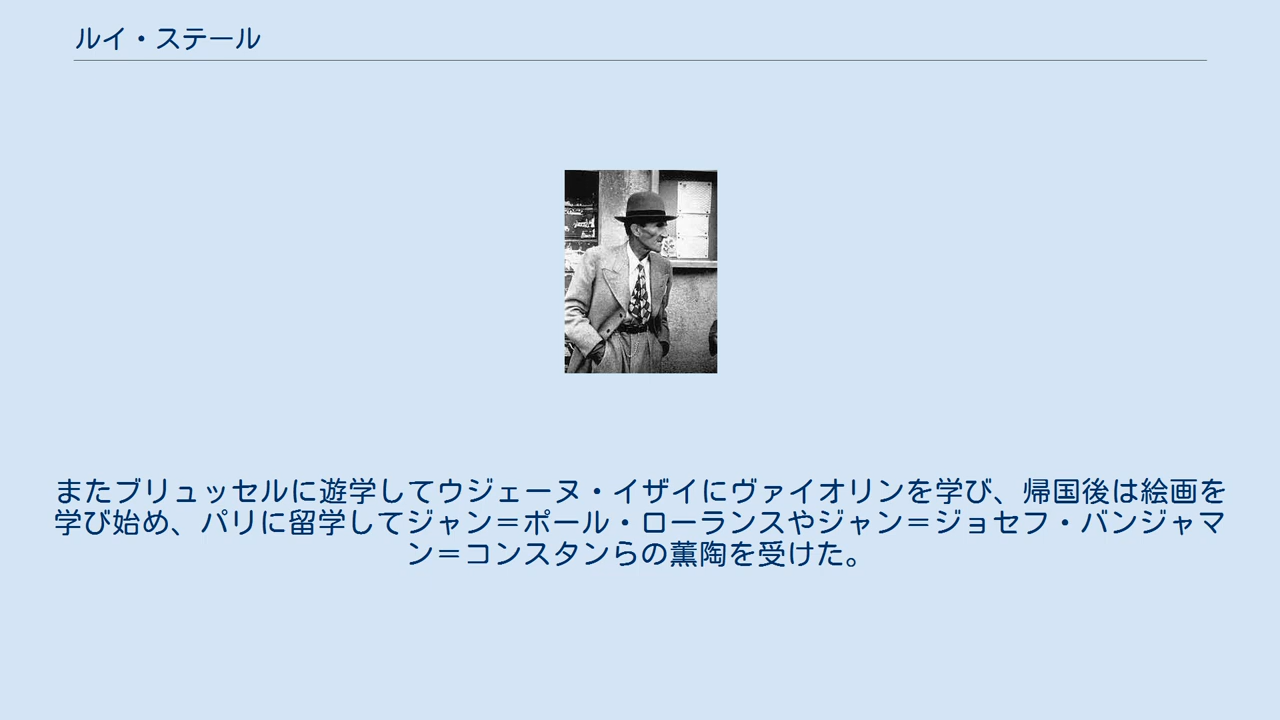 ルイ・ステール
またブリュッセルに遊学してウジェーヌ・イザイにヴァイオリンを学び、帰国後は絵画を
学び始め、パリに留学してジャン＝ポール・ローランスやジャン＝ジョセフ・バンジャマ
ン＝コンスタンらの薫陶を受けた。